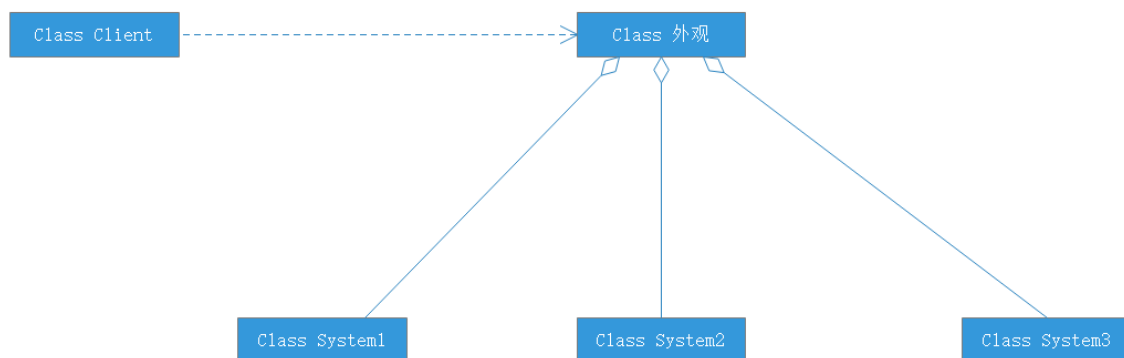 Class Client
Class 外观
Class System1
Class System2
Class System3